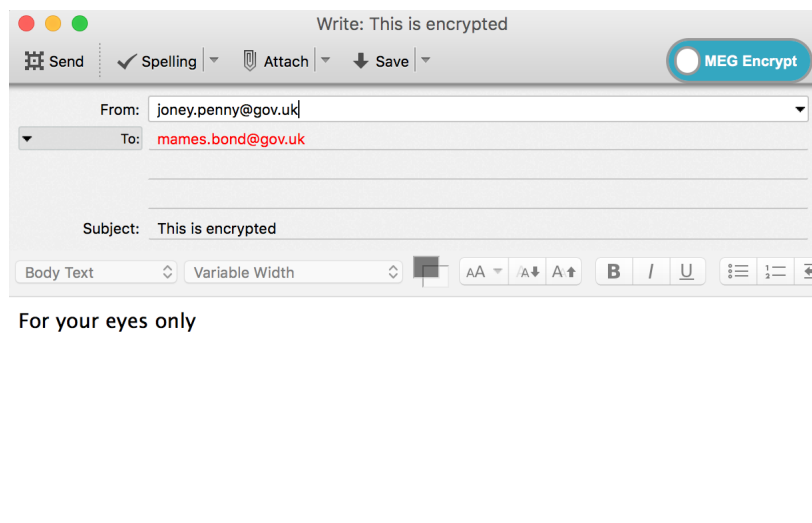 Write: This is encrypted
Send Spelling Attach Save MEG Encrypt
From: joney.penny@gov.uk
To: mames.bond@gov.uk
Subject: This is encrypted
Body Text Variable Width AA A A B I U
For your eyes only